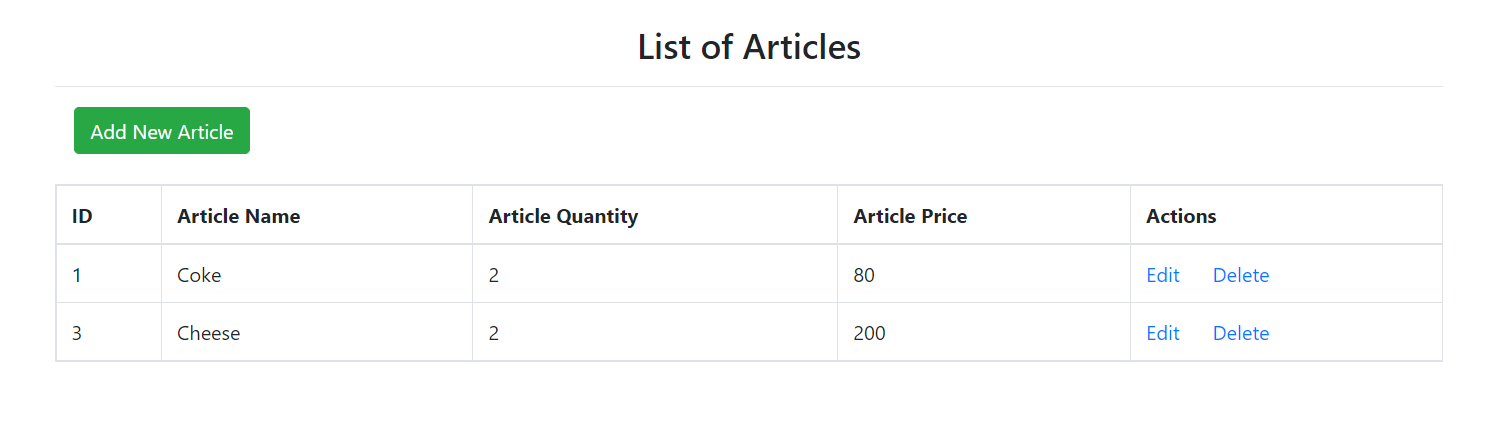 List of Articles
Add New Article
ID Article Name Article Quantity Article Price Actions
1 Coke 2 80 Edit Delete
3 Cheese 2 200 Edit Delete